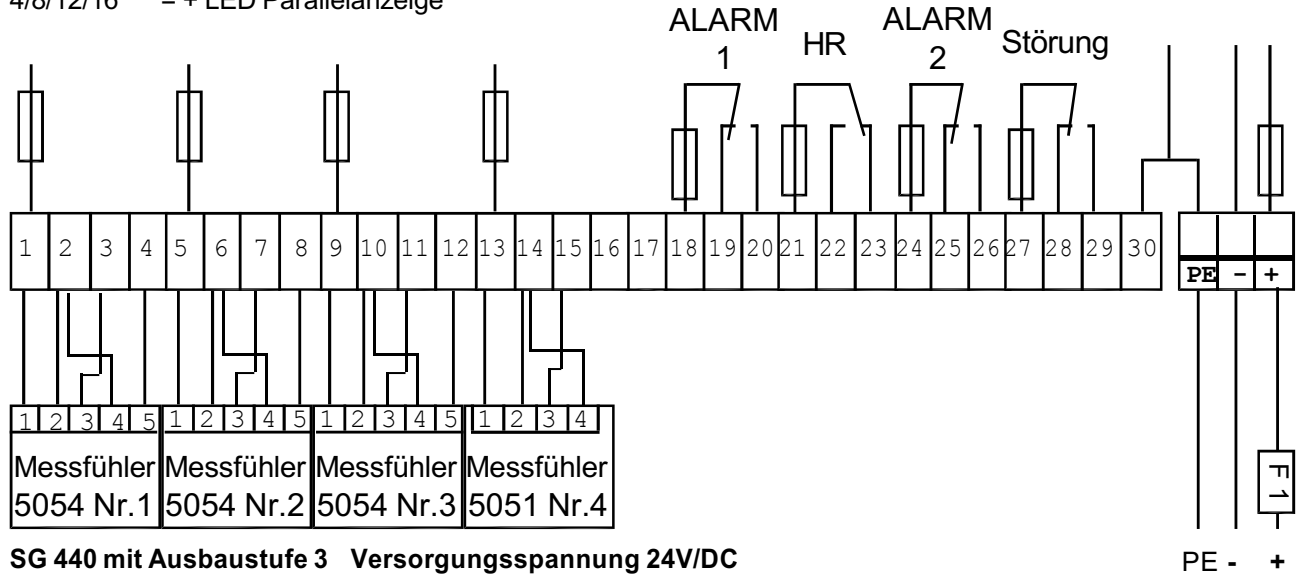 4/8/12/16 = + LED Parallelanzeige
ALARM 1 HR ALARM 2 Störung
1 2 3 4 5 6 7 8 9 10 11 12 13 14 15 16 17 18 19 20 21 22 23 24 25 26 27 28 29 30
PE - +
1 2 3 4 5 1 2 3 4 5 1 2 3 4 5 1 2 3 4
Messfühler Messfühler Messfühler Messfühler
5054 Nr.1 5054 Nr.2 5054 Nr.3 5051 Nr.4
F1
SG 440 mit Ausbaustufe 3 Versorgungsspannung 24V/DC
PE - +